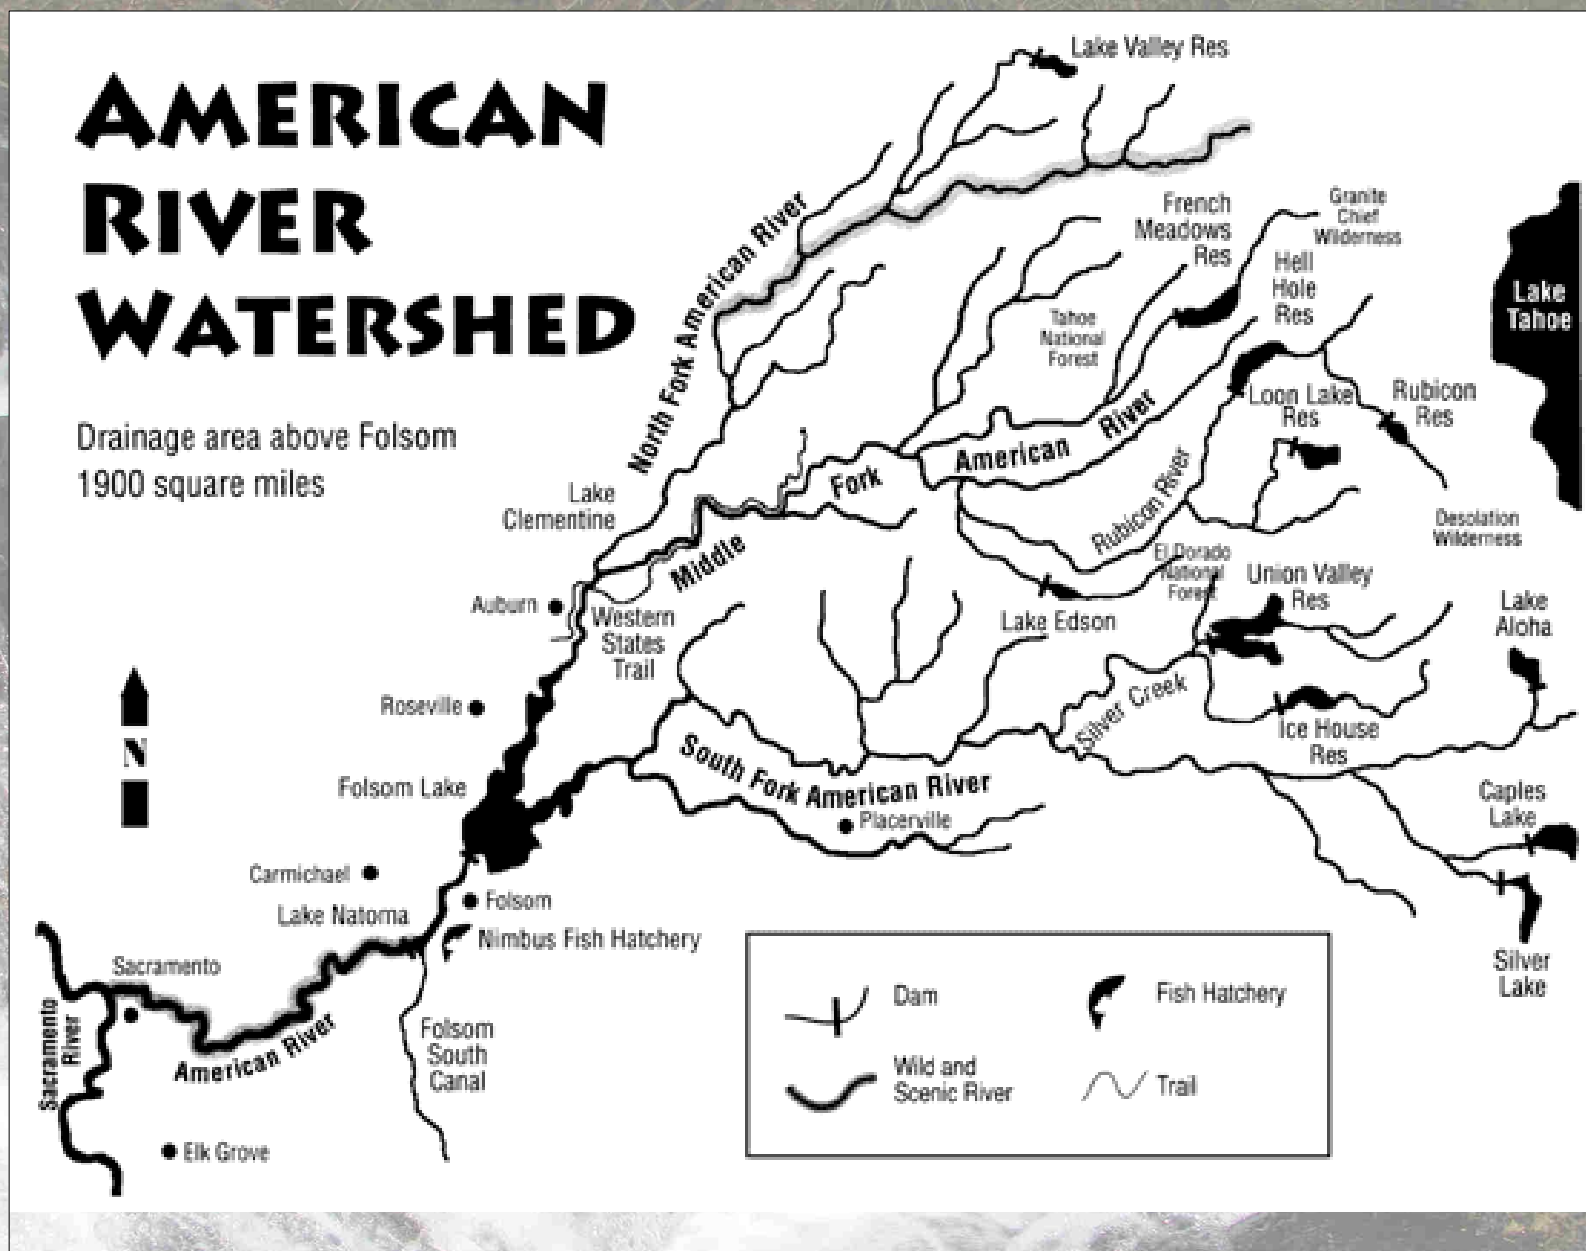 AMERICAN
RIVER
WATERSHED
Drainage area above Folsom
1900 square miles
Lake Valley Res
North Fork American River
French
Meadows
Res
Granite
Chief
Wilderness
Hell
Hole
Res
Lake
Tahoe
Tahoe
National
Forest
Loon Lake
Res
Rubicon
Res
Middle Fork American River
Rubicon River
Lake
Clementine
Desolation
Wilderness
El Dorado
National
Forest
Union Valley
Res
Lake
Aloha
Auburn
Western
States
Trail
Lake Edson
Roseville
Silver Creek
Ice House
Res
South Fork American River
Placerville
Folsom Lake
Caples
Lake
Silver
Lake
Carmichael
Folsom
Lake Natoma
Nimbus Fish Hatchery
Sacramento
Sacramento
River
American River
Folsom
South
Canal
Elk Grove
N
Dam
Fish Hatchery
Wild and
Scenic River
Trail